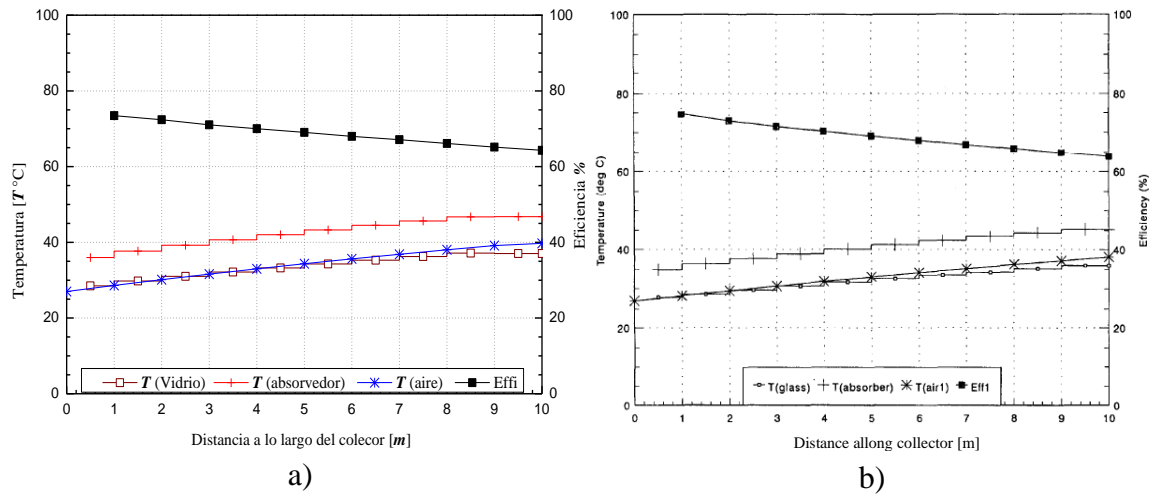 100
80
60
40
20
0
Temperatura [T °C]
100
80
60
40
20
0
Eficiencia %
T (Vidrio) T (absorvedor) T (aire) Effi
0 1 2 3 4 5 6 7 8 9 10
Distancia a lo largo del colecor [m]
a)
100
80
60
40
20
0
Temperature (deg C)
100
80
60
40
20
0
Efficiency (%)
T(glass) T(absorber) T(air1) Eff1
0 1 2 3 4 5 6 7 8 9 10
Distance allong collector [m]
b)